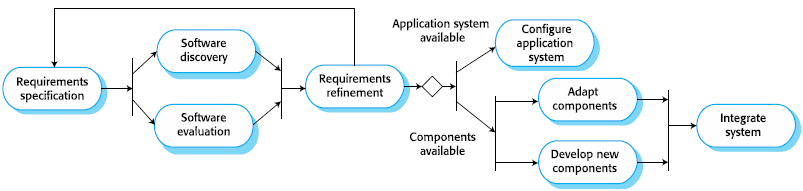 Requirements
specification
Software
discovery
Software
evaluation
Requirements
refinement
Application system
available
Configure
application
system
Components
available
Adapt
components
Develop new
components
Integrate
system